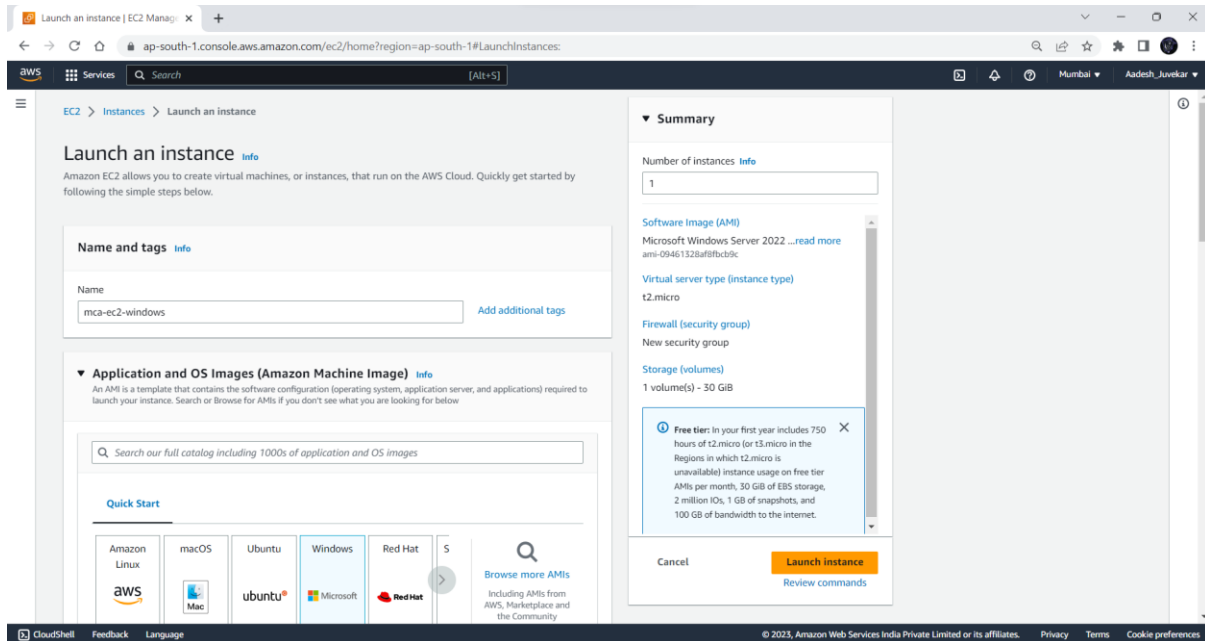 Launch an instance | EC2 Manag
ap-south-1.console.aws.amazon.com/ec2/home?region=ap-south-1#LaunchInstances:
aws
Services
Search
[Alt+S]
Mumbai
Aadesh_Juvekar
EC2 > Instances > Launch an instance
Launch an instance Info
Amazon EC2 allows you to create virtual machines, or instances, that run on the AWS Cloud. Quickly get started by
following the simple steps below.
Name and tags Info
Name
mca-ec2-windows
Add additional tags
Application and OS Images (Amazon Machine Image) Info
An AMI is a template that contains the software configuration (operating system, application server, and applications) required to
launch your instance. Search or Browse for AMIs if you don't see what you are looking for below
Search our full catalog including 1000s of application and OS images
Quick Start
Amazon
Linux
aws
macOS
Mac
Ubuntu
ubuntu
Windows
Microsoft
Red Hat
Red Hat
S
Browse more AMIs
Including AMIs from
AWS, Marketplace and
the Community
Summary
Number of instances Info
1
Software Image (AMI)
Microsoft Windows Server 2022 ...read more
ami-09461328af8fbcb9c
Virtual server type (instance type)
t2.micro
Firewall (security group)
New security group
Storage (volumes)
1 volume(s) - 30 GiB
Free tier: In your first year includes 750
hours of t2.micro (or t3.micro in the
Regions in which t2.micro is
unavailable) instance usage on free tier
AMIs per month, 30 GiB of EBS storage,
2 million IOs, 1 GB of snapshots, and
100 GB of bandwidth to the internet.
Cancel
Launch instance
Review commands
CloudShell
Feedback
Language
© 2023, Amazon Web Services India Private Limited or its affiliates.
Privacy
Terms
Cookie preferences